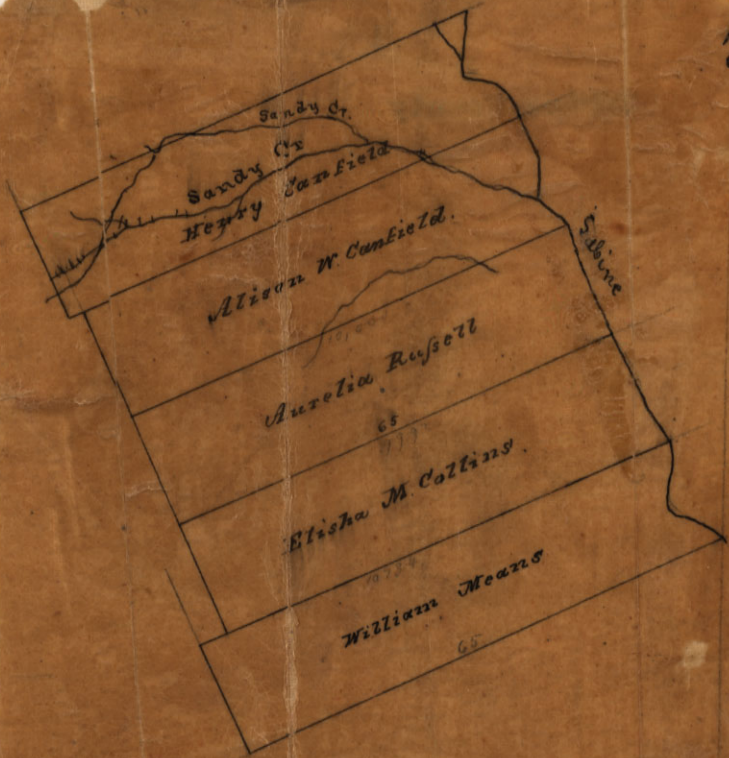 Sandy Cr.
Sandy Cr
Henry Canfield
Alison W. Canfield.
Sabine
Aurelia Rußell
65
Elisha M. Collins.
William Means
65